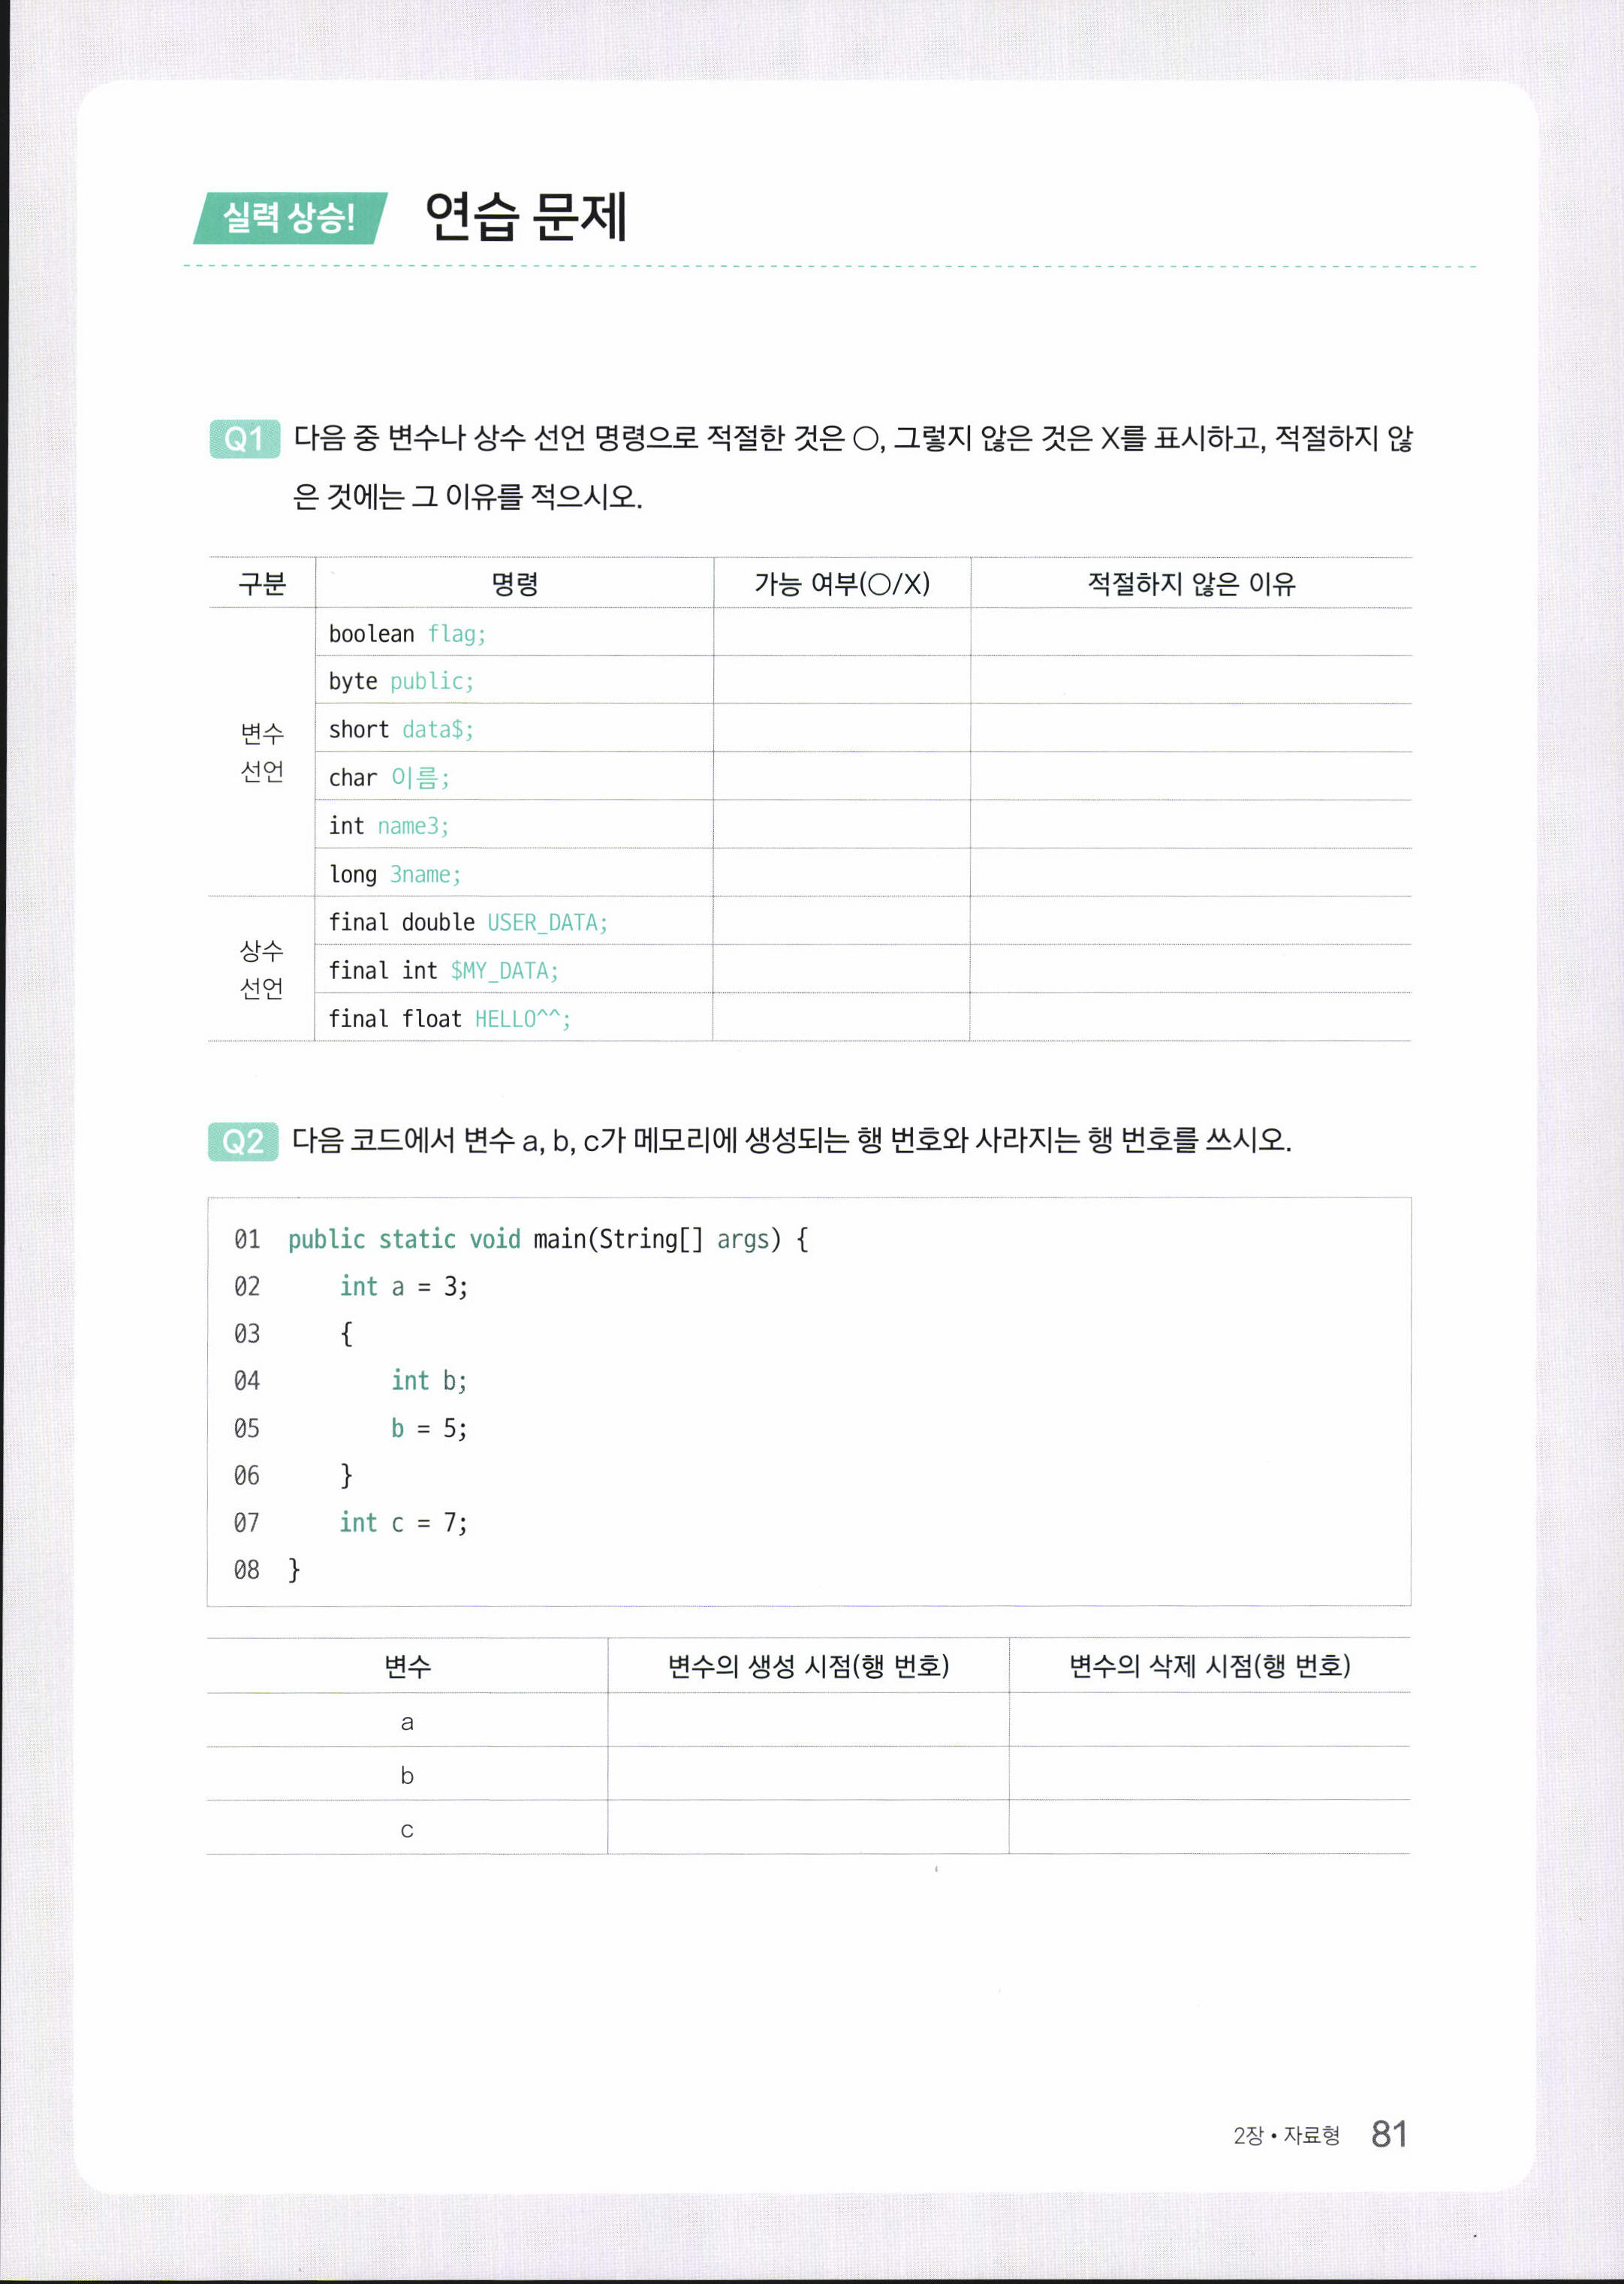 실력 상승! 연습 문제
Q1 다음 중 변수나 상수 선언 명령으로 적절한 것은 ○, 그렇지 않은 것은 X를 표시하고, 적절하지 않
은 것에는 그 이유를 적으시오.
구분 명령 가능 여부(○/X) 적절하지 않은 이유
변수
선언
boolean flag;
byte public;
short data$;
char 이름;
int name3;
long 3name;
상수
선언
final double USER_DATA;
final int $MY_DATA;
final float HELLO^^;
Q2 다음 코드에서 변수 a, b, c가 메모리에 생성되는 행 번호와 사라지는 행 번호를 쓰시오.
01 public static void main(String[] args) {
02 int a = 3;
03 {
04 int b;
05 b = 5;
06 }
07 int c = 7;
08 }
변수 변수의 생성 시점(행 번호) 변수의 삭제 시점(행 번호)
a
b
c
2장 • 자료형 81